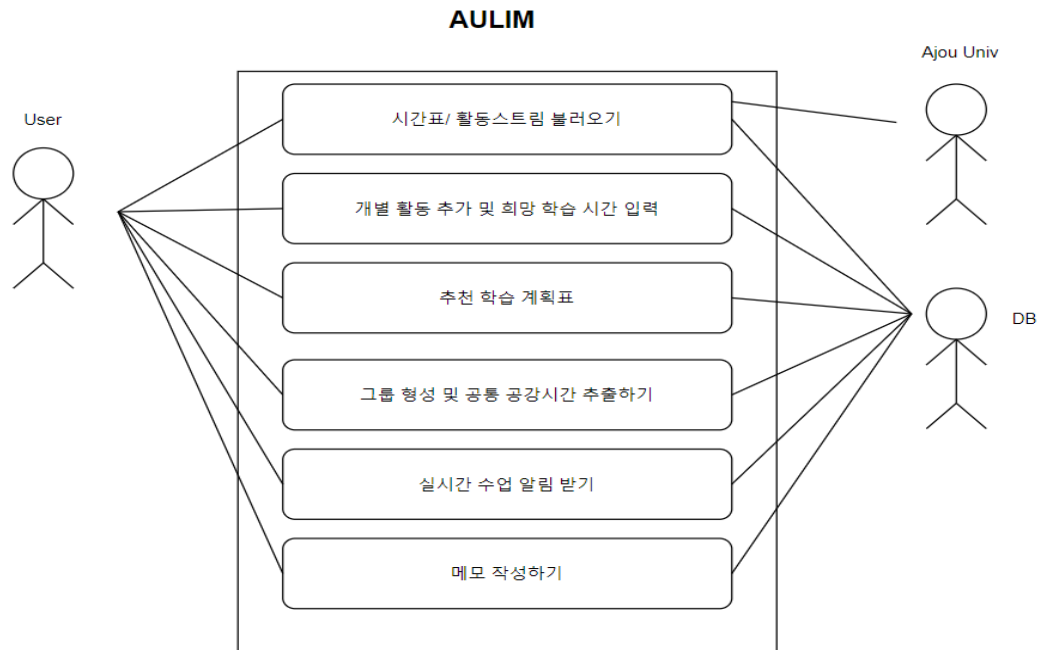 AULIM
Ajou Univ
User
시간표/ 활동스트림 불러오기
개별 활동 추가 및 희망 학습 시간 입력
추천 학습 계획표
DB
그룹 형성 및 공통 공강시간 추출하기
실시간 수업 알림 받기
메모 작성하기